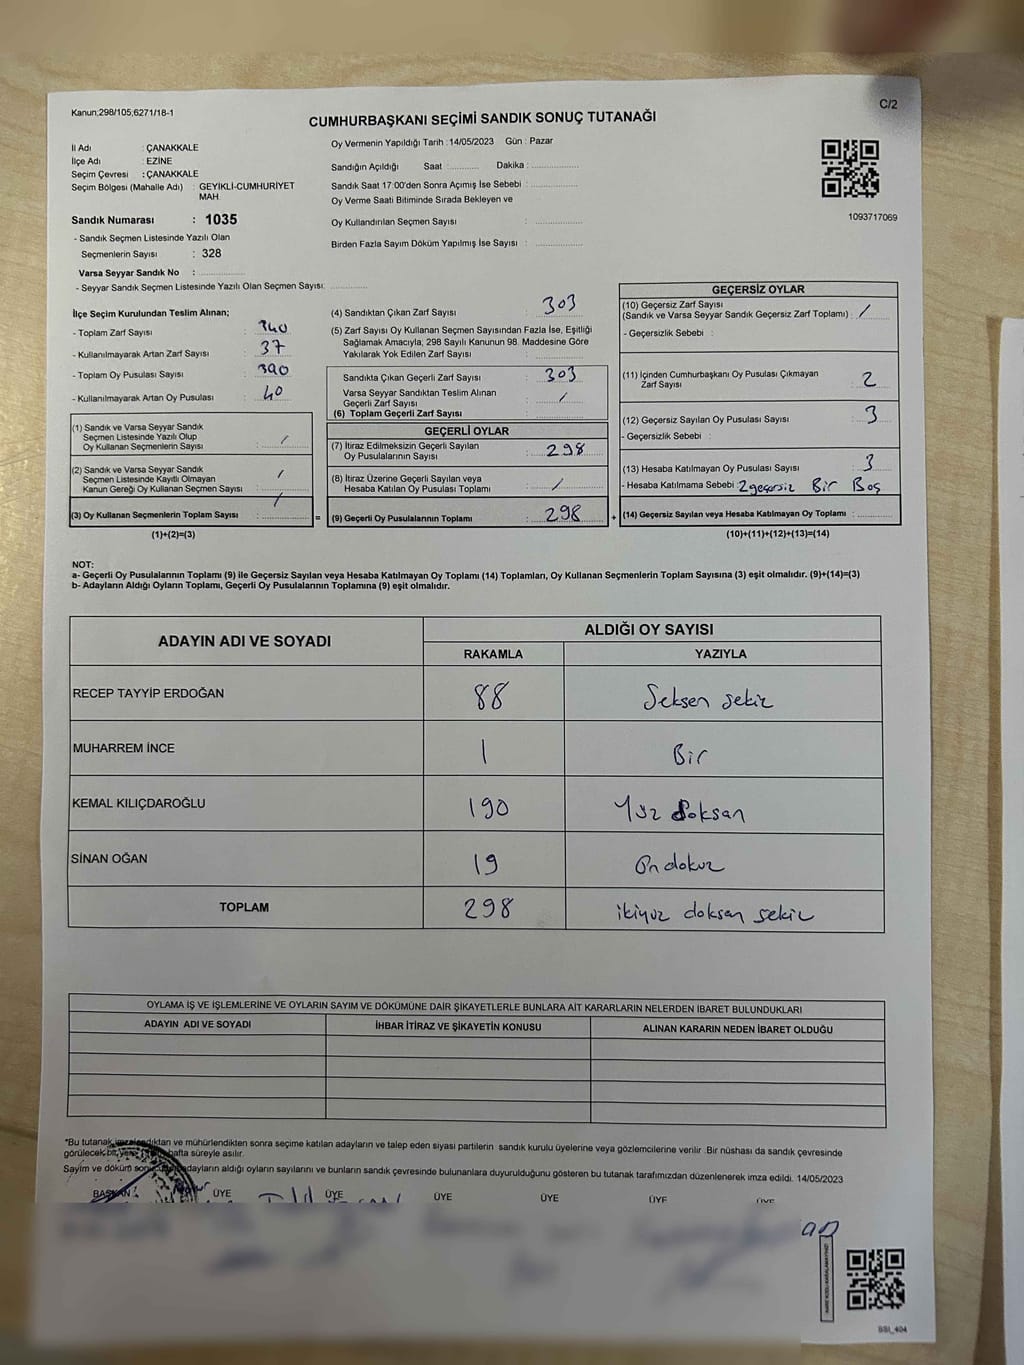 Kanun;298/105;6271/18-1
C/2
CUMHURBAŞKANI SEÇİMİ SANDIK SONUÇ TUTANAĞI
İl Adı : ÇANAKKALE
İlçe Adı : EZİNE
Seçim Çevresi : ÇANAKKALE
Seçim Bölgesi (Mahalle Adı) : GEYİKLİ-CUMHURİYET
MAH.
Sandık Numarası : 1035
- Sandık Seçmen Listesinde Yazılı Olan
Seçmenlerin Sayısı : 328
Varsa Seyyar Sandık No :
- Seyyar Sandık Seçmen Listesinde Yazılı Olan Seçmen Sayısı:
Oy Vermenin Yapıldığı Tarih :14/05/2023 Gün : Pazar
Sandığın Açıldığı Saat : Dakika :
Sandık Saat 17:00'den Sonra Açımış İse Sebebi :
Oy Verme Saati Bitiminde Sırada Bekleyen ve
Oy Kullandırılan Seçmen Sayısı :
Birden Fazla Sayım Döküm Yapılmış İse Sayısı :
1093717069
İlçe Seçim Kurulundan Teslim Alınan;
- Toplam Zarf Sayısı : 340
- Kullanılmayarak Artan Zarf Sayısı : 37
- Toplam Oy Pusulası Sayısı :
- Kullanılmayarak Artan Oy Pusulası : 40
(1) Sandık ve Varsa Seyyar Sandık
Seçmen Listesinde Yazılı Olup
Oy Kullanan Seçmenlerin Sayısı : /
(2) Sandık ve Varsa Seyyar Sandık
Seçmen Listesinde Kayıtlı Olmayan
Kanun Gereği Oy Kullanan Seçmen Sayısı : /
(3) Oy Kullanan Seçmenlerin Toplam Sayısı : / =
(1)+(2)=(3)
(4) Sandıktan Çıkan Zarf Sayısı : 303
(5) Zarf Sayısı Oy Kullanan Seçmen Sayısından Fazla İse, Eşitliği
Sağlamak Amacıyla; 298 Sayılı Kanunun 98. Maddesine Göre
Yakılarak Yok Edilen Zarf Sayısı :
Sandıkta Çıkan Geçerli Zarf Sayısı : 303
Varsa Seyyar Sandıktan Teslim Alınan
Geçerli Zarf Sayısı : /
(6) Toplam Geçerli Zarf Sayısı :
GEÇERLİ OYLAR
(7) İtiraz Edilmeksizin Geçerli Sayılan
Oy Pusulalarının Sayısı : 298
(8) İtiraz Üzerine Geçerli Sayılan veya
Hesaba Katılan Oy Pusulası Toplamı : /
(9) Geçerli Oy Pusulalarının Toplamı : 298 +
GEÇERSİZ OYLAR
(10) Geçersiz Zarf Sayısı
(Sandık ve Varsa Seyyar Sandık Geçersiz Zarf Toplamı) : /
- Geçersizlik Sebebi :
(11) İçinden Cumhurbaşkanı Oy Pusulası Çıkmayan
Zarf Sayısı : 2
(12) Geçersiz Sayılan Oy Pusulası Sayısı : 3
- Geçersizlik Sebebi :
(13) Hesaba Katılmayan Oy Pusulası Sayısı : 3
- Hesaba Katılmama Sebebi : 2 geçersiz Bir Boş
(14) Geçersiz Sayılan veya Hesaba Katılmayan Oy Toplamı :
(10)+(11)+(12)+(13)=(14)
NOT:
a- Geçerli Oy Pusulalarının Toplamı (9) ile Geçersiz Sayılan veya Hesaba Katılmayan Oy Toplamı (14) Toplamları, Oy Kullanan Seçmenlerin Toplam Sayısına (3) eşit olmalıdır. (9)+(14)=(3)
b- Adayların Aldığı Oyların Toplamı, Geçerli Oy Pusulalarının Toplamına (9) eşit olmalıdır.
ADAYIN ADI VE SOYADI ALDIĞI OY SAYISI
RAKAMLA YAZIYLA
RECEP TAYYİP ERDOĞAN 88 Seksen sekiz
MUHARREM İNCE 1 Bir
KEMAL KILIÇDAROĞLU 190 Yüz doksan
SİNAN OĞAN 19 On dokuz
TOPLAM 298 ikiyüz doksan sekiz
OYLAMA İŞ VE İŞLEMLERİNE VE OYLARIN SAYIM VE DÖKÜMÜNE DAİR ŞİKAYETLERLE BUNLARA AİT KARARLARIN NELERDEN İBARET BULUNDUKLARI
ADAYIN ADI VE SOYADI İHBAR İTİRAZ VE ŞİKAYETİN KONUSU ALINAN KARARIN NEDEN İBARET OLDUĞU
*Bu tutanak imzalandıktan ve mühürlendikten sonra seçime katılan adayların ve talep eden siyasi partilerin sandık kurulu üyelerine veya gözlemcilerine verilir .Bir nüshası da sandık çevresinde
görülecek bir yere hafta süreyle asılır.
Sayım ve döküm adayların aldığı oyların sayılarını ve bunların sandık çevresinde bulunanlara duyurulduğunu gösteren bu tutanak tarafımızdan düzenlenerek imza edildi. 14/05/2023
BAŞKAN ÜYE ÜYE ÜYE ÜYE ÜYE ÜYE
SSI_404